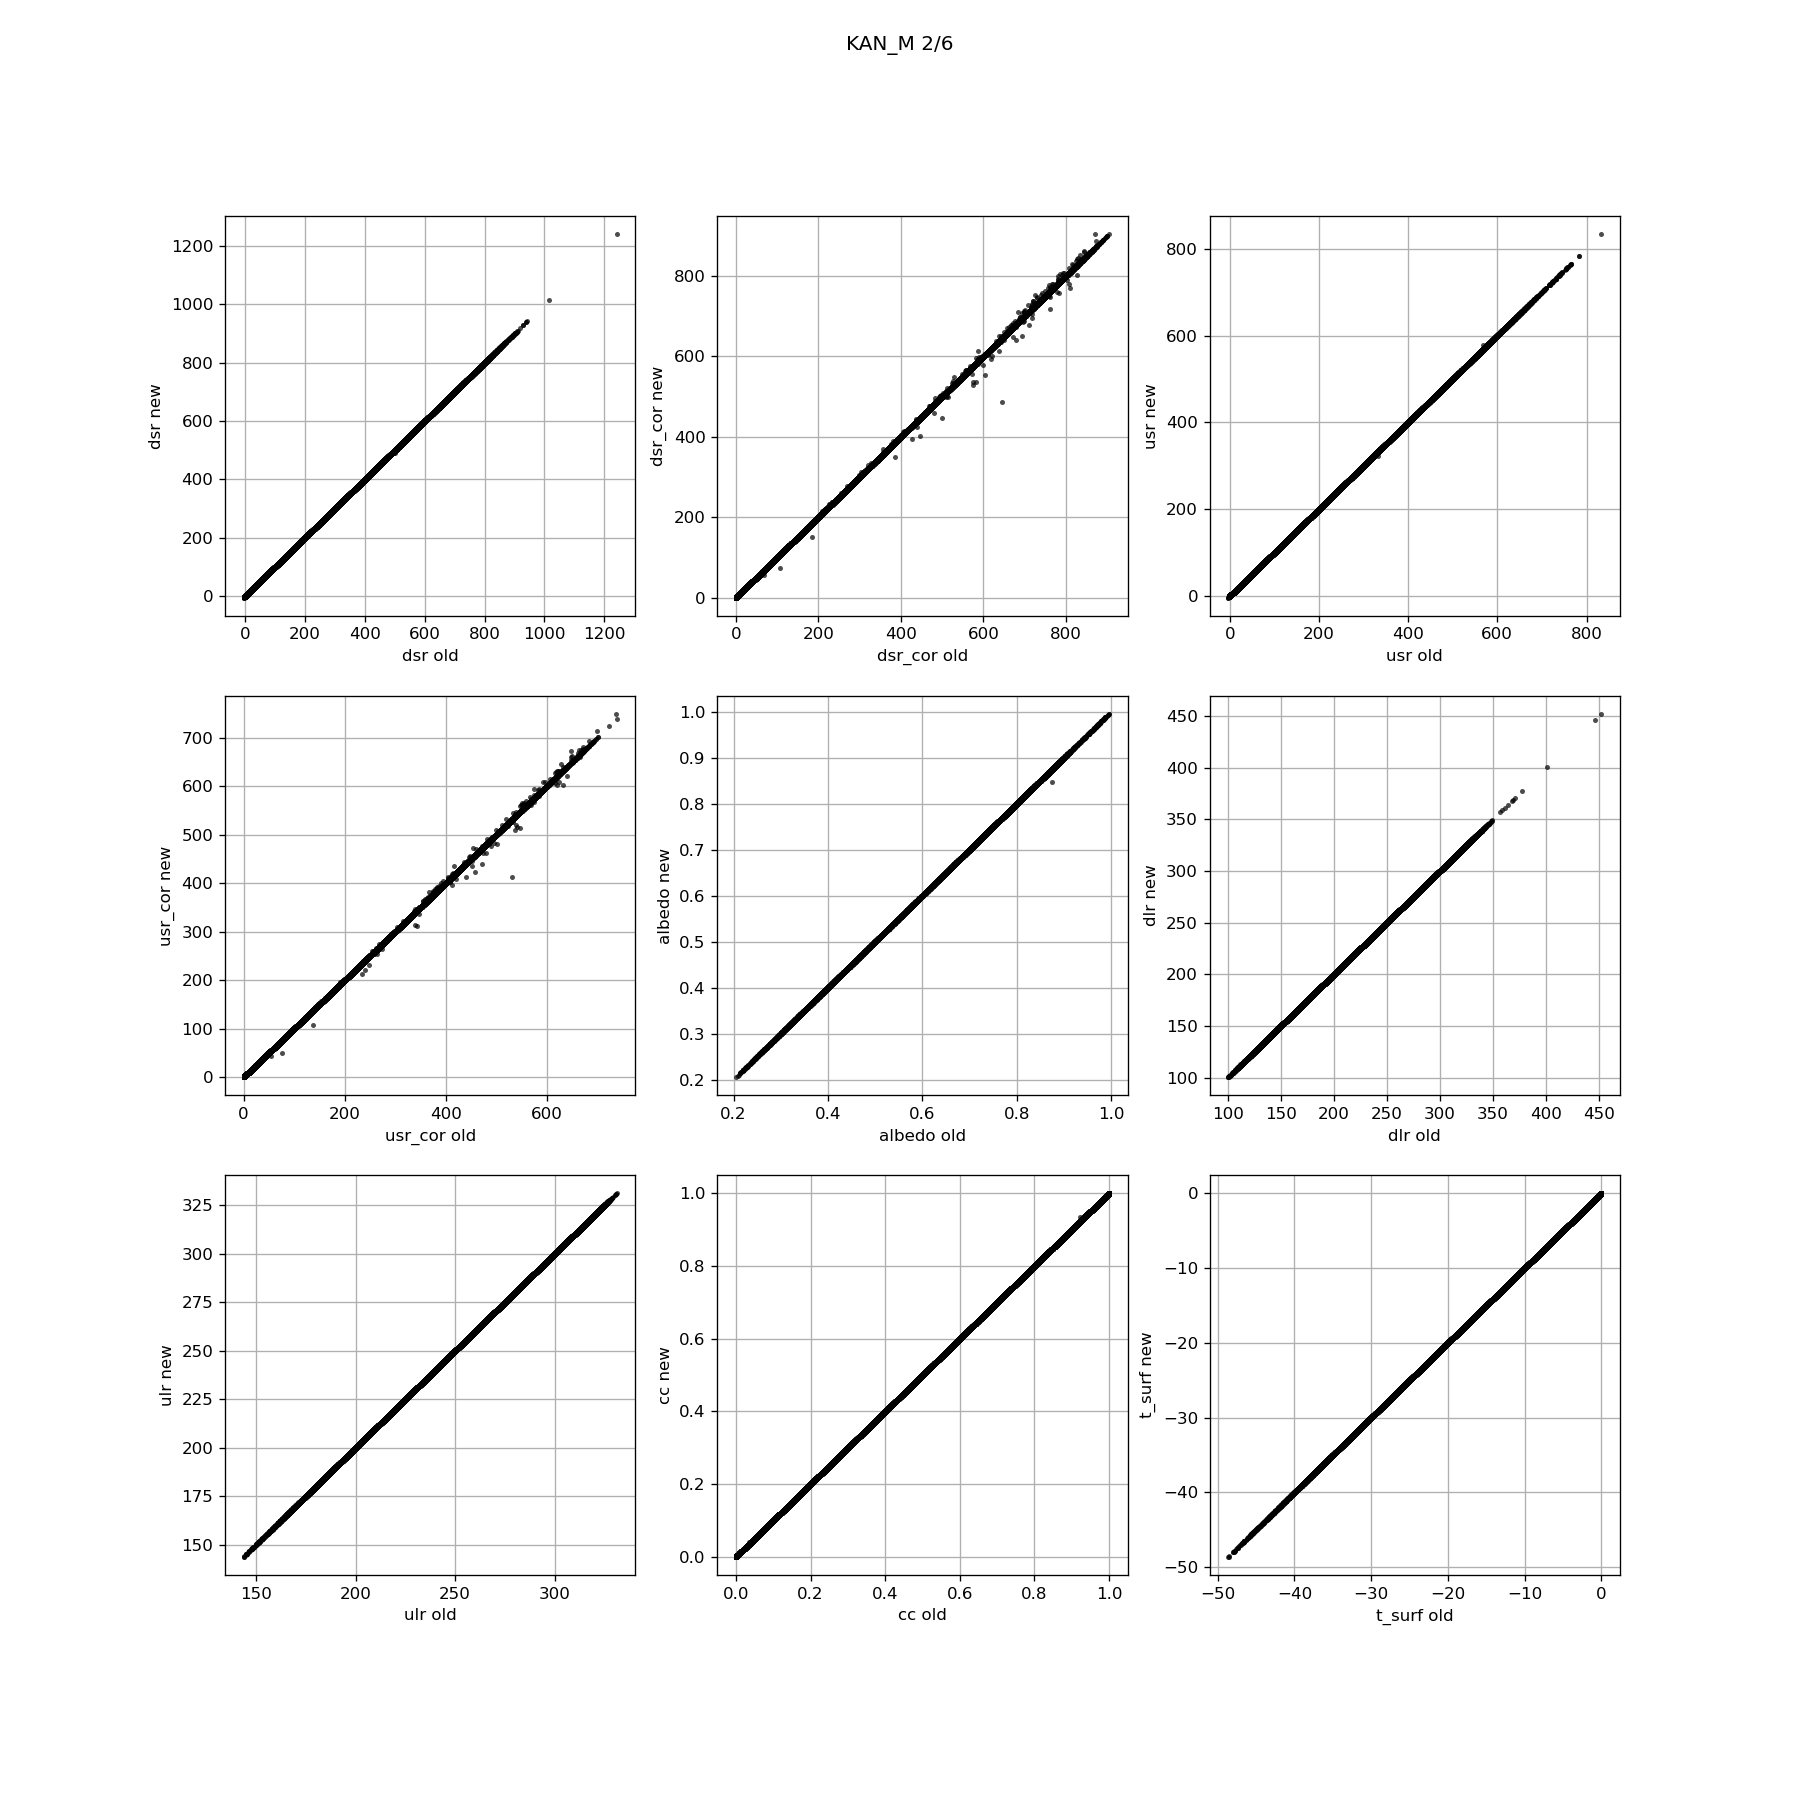 KAN_M 2/6
1200
1000
800
600
400
200
0
dsr new
0 200 400 600 800 1000 1200
dsr old
800
600
400
200
0
dsr_cor new
0 200 400 600 800
dsr_cor old
800
600
400
200
0
usr new
0 200 400 600 800
usr old
700
600
500
400
300
200
100
0
usr_cor new
0 200 400 600
usr_cor old
1.0
0.9
0.8
0.7
0.6
0.5
0.4
0.3
0.2
albedo new
0.2 0.4 0.6 0.8 1.0
albedo old
450
400
350
300
250
200
150
100
dlr new
100 150 200 250 300 350 400 450
dlr old
325
300
275
250
225
200
175
150
ulr new
150 200 250 300
ulr old
1.0
0.8
0.6
0.4
0.2
0.0
cc new
0.0 0.2 0.4 0.6 0.8 1.0
cc old
0
−10
−20
−30
−40
−50
t_surf new
−50 −40 −30 −20 −10 0
t_surf old